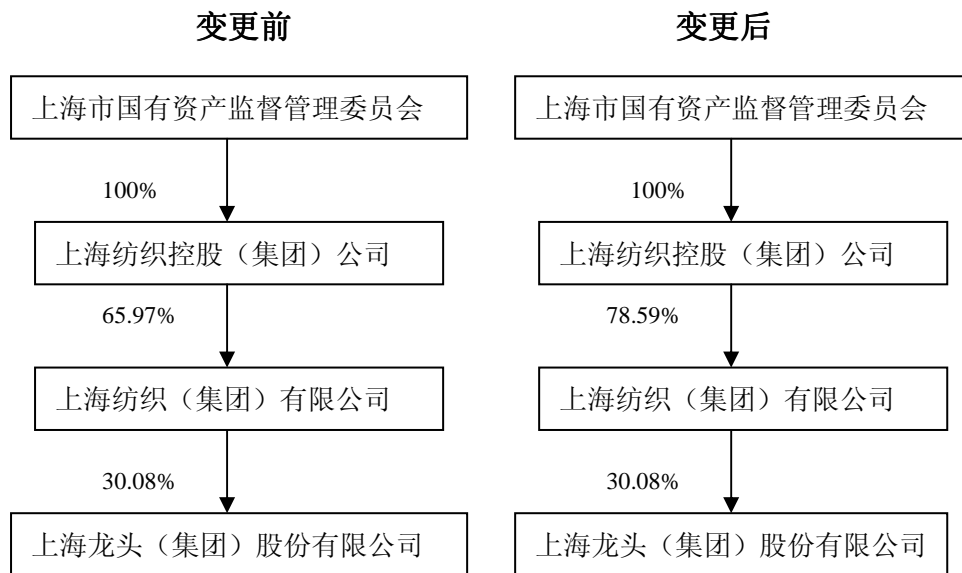 变更前
上海市国有资产监督管理委员会
100%
上海纺织控股（集团）公司
65.97%
上海纺织（集团）有限公司
30.08%
上海龙头（集团）股份有限公司
变更后
上海市国有资产监督管理委员会
100%
上海纺织控股（集团）公司
78.59%
上海纺织（集团）有限公司
30.08%
上海龙头（集团）股份有限公司